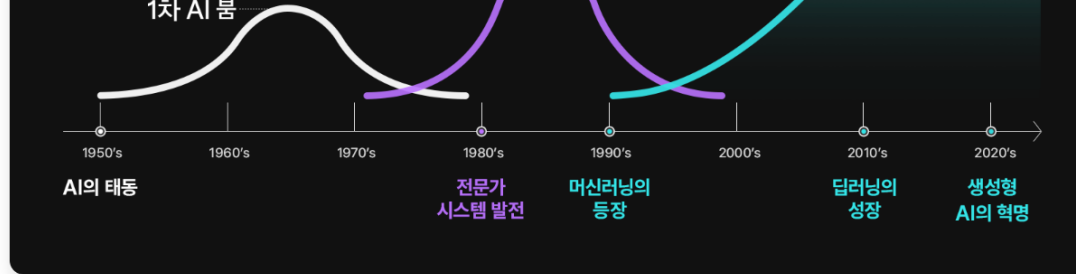 1차 AI 붐
1950's
1960's
1970's
1980's
1990's
2000's
2010's
2020's
AI의 태동
전문가
시스템 발전
머신러닝의
등장
딥러닝의
성장
생성형
AI의 혁명